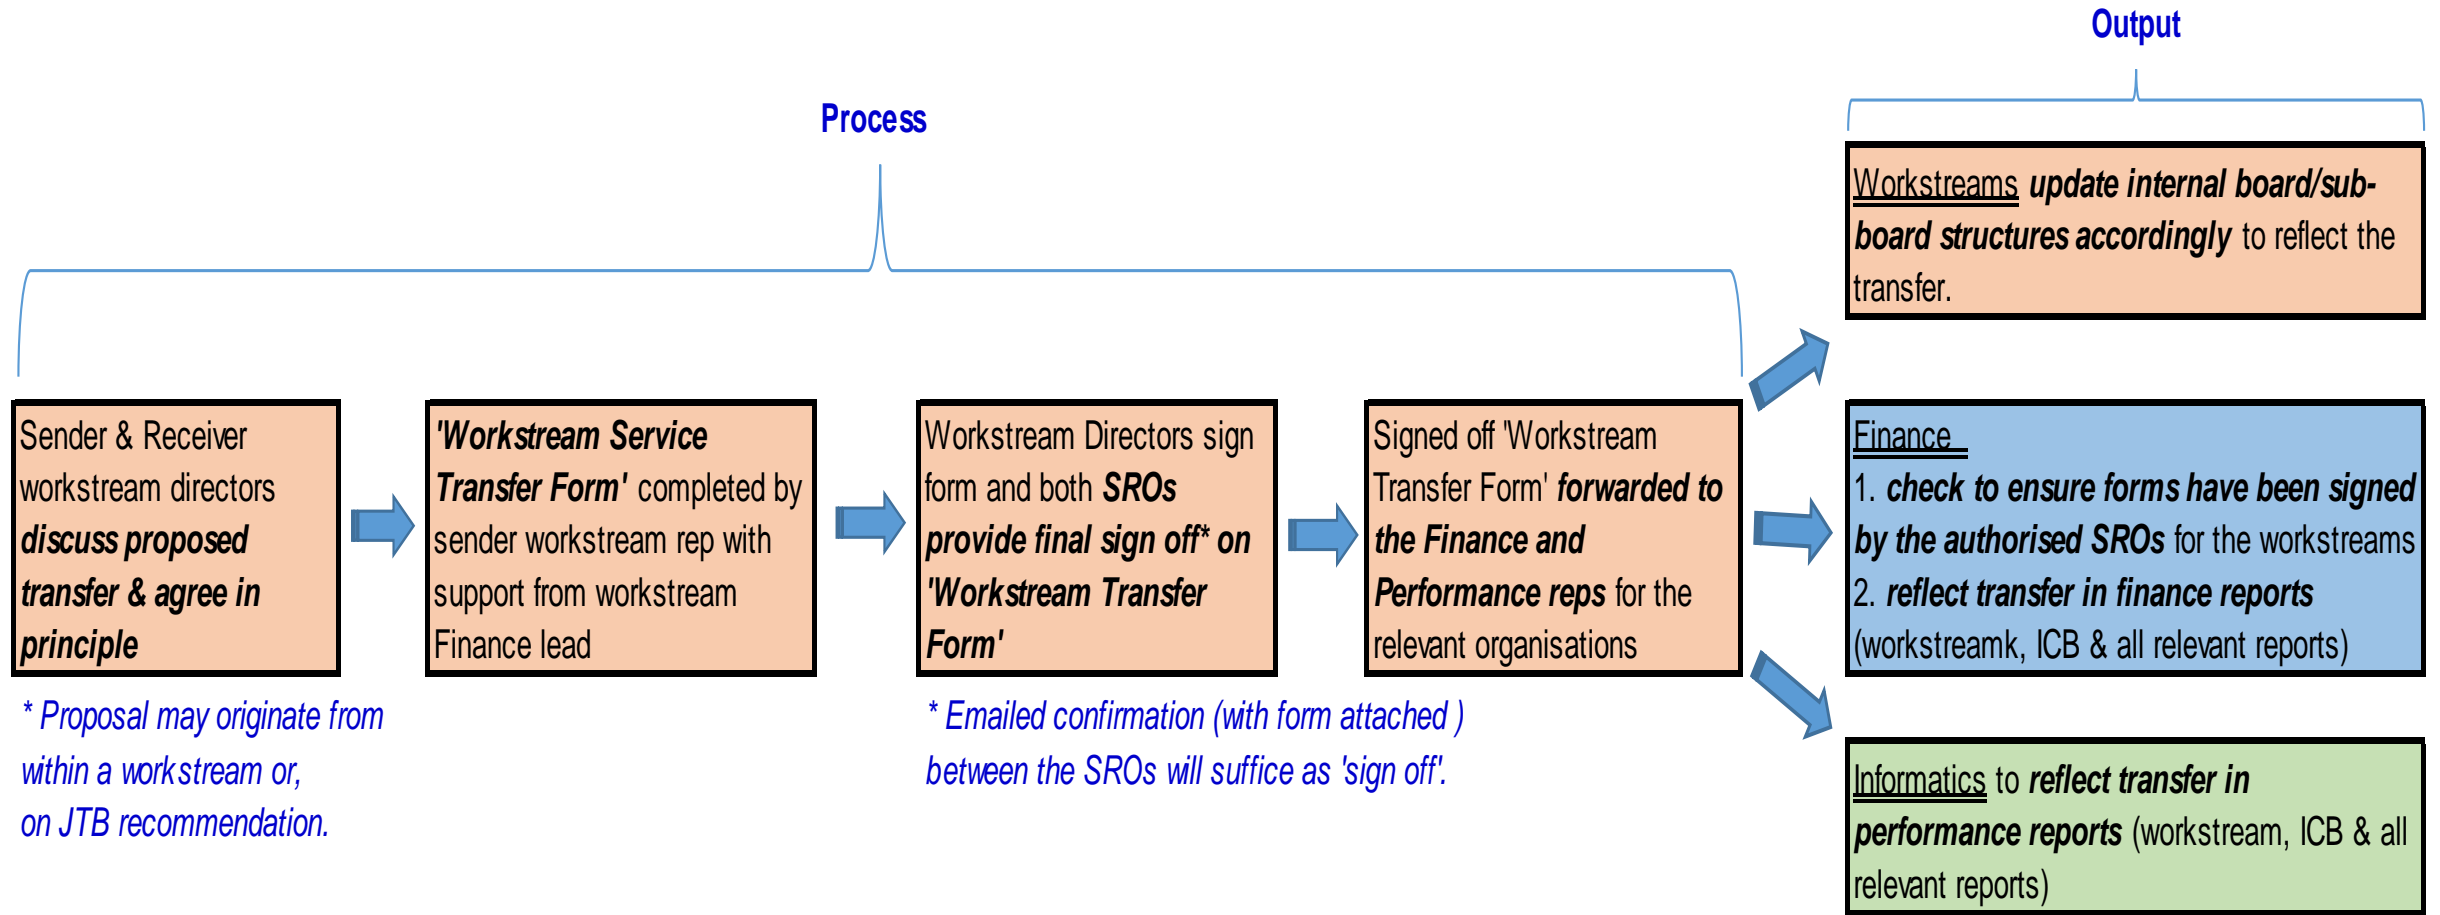 Output
Process
Workstreams update internal board/sub-
board structures accordingly to reflect the
transfer.
Sender & Receiver
workstream directors
discuss proposed
transfer & agree in
principle
'Workstream Service
Transfer Form' completed by
sender workstream rep with
support from workstream
Finance lead
Workstream Directors sign
form and both SROs
provide final sign off* on
'Workstream Transfer
Form'
Signed off 'Workstream
Transfer Form' forwarded to
the Finance and
Performance reps for the
relevant organisations
Finance
1. check to ensure forms have been signed
by the authorised SROs for the workstreams
2. reflect transfer in finance reports
(workstreamk, ICB & all relevant reports)
* Proposal may originate from
within a workstream or,
on JTB recommendation.
* Emailed confirmation (with form attached )
between the SROs will suffice as 'sign off'.
Informatics to reflect transfer in
performance reports (workstream, ICB & all
relevant reports)